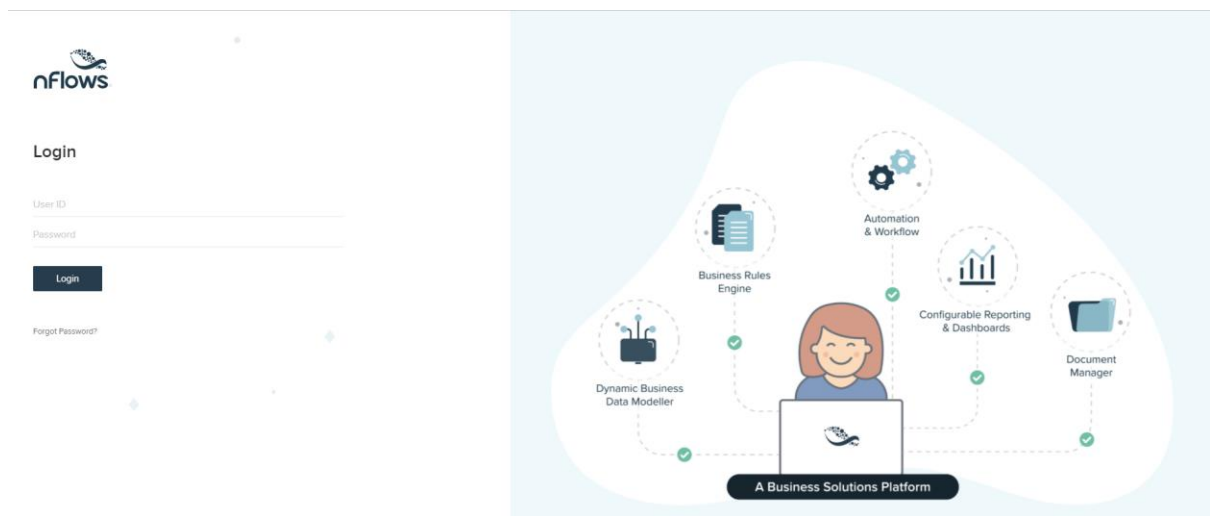 nFlows
Login
User ID
Password
Login
Forgot Password?
Automation
& Workflow
Business Rules
Engine
Configurable Reporting
& Dashboards
Document
Manager
Dynamic Business
Data Modeller
A Business Solutions Platform